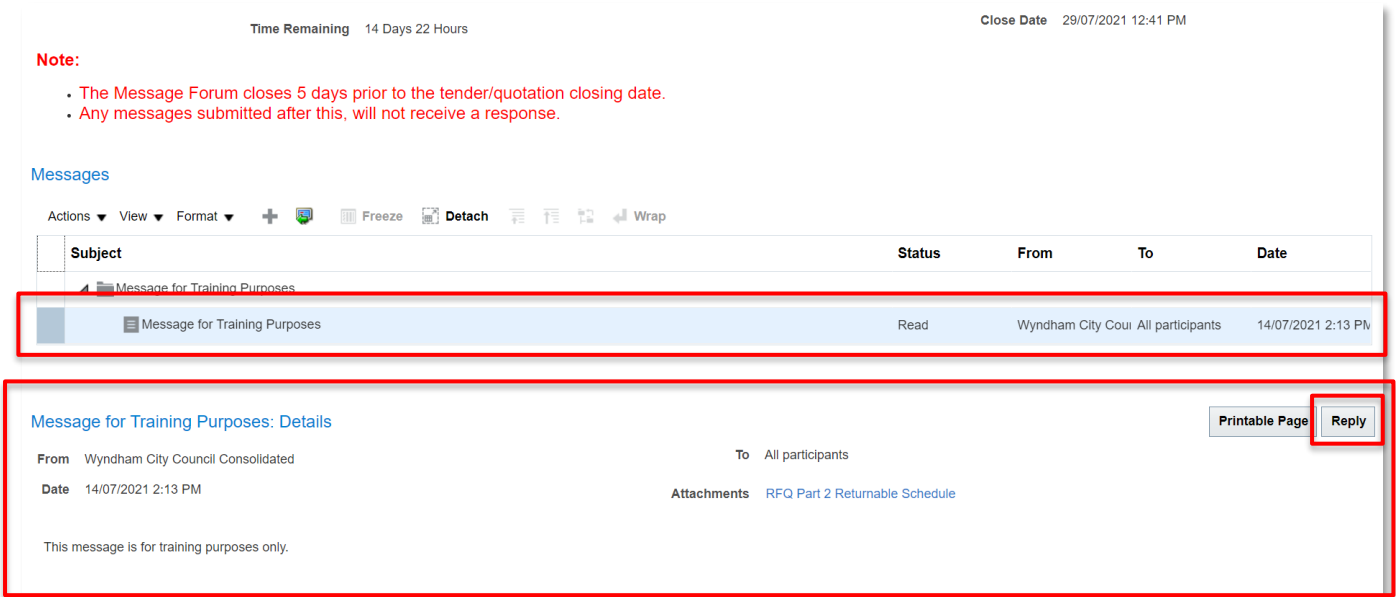 Time Remaining 14 Days 22 Hours Close Date 29/07/2021 12:41 PM
Note:
• The Message Forum closes 5 days prior to the tender/quotation closing date.
• Any messages submitted after this, will not receive a response.
Messages
Actions View Format Freeze Detach Wrap
Subject Status From To Date
Message for Training Purposes
Message for Training Purposes Read Wyndham City Cou All participants 14/07/2021 2:13 PM
Message for Training Purposes: Details Printable Page Reply
From Wyndham City Council Consolidated To All participants
Date 14/07/2021 2:13 PM Attachments RFQ Part 2 Returnable Schedule
This message is for training purposes only.